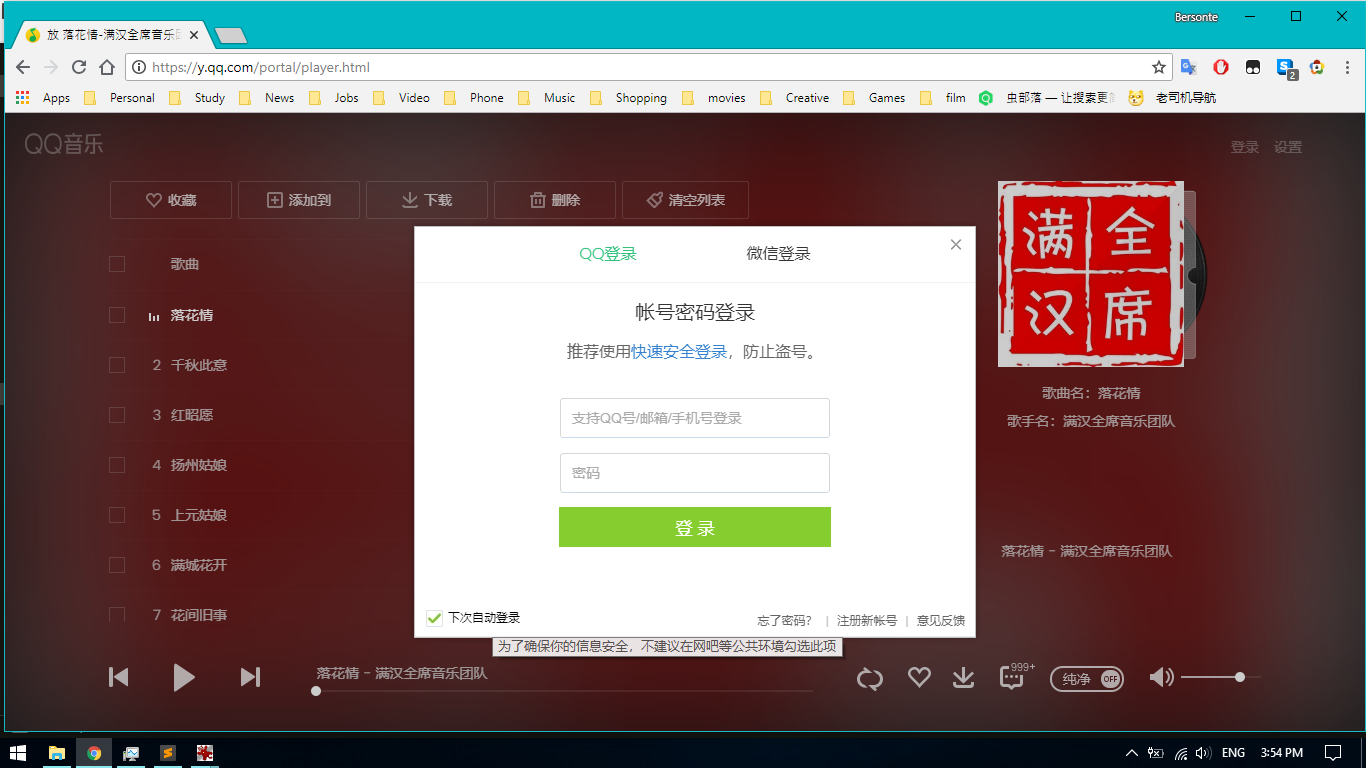 Bersonte
放 落花情-满汉全席音乐团
https://y.qq.com/portal/player.html
2
Apps Personal Study News Jobs Video Phone Music Shopping movies Creative Games film 虫部落 — 让搜索更 老司机导航
QQ音乐
登录 设置
收藏 添加到 下载 删除 清空列表
歌曲
落花情
2 千秋此意
3 红昭愿
4 扬州姑娘
5 上元姑娘
6 满城花开
7 花间旧事
QQ登录 微信登录
帐号密码登录
推荐使用快速安全登录，防止盗号。
支持QQ号/邮箱/手机号登录
密码
登 录
下次自动登录
忘了密码？ | 注册新帐号 | 意见反馈
为了确保你的信息安全，不建议在网吧等公共环境勾选此项
满 全
汉 席
歌曲名：落花情
歌手名：满汉全席音乐团队
落花情 - 满汉全席音乐团队
落花情 - 满汉全席音乐团队
999+
纯净 OFF
ENG 3:54 PM